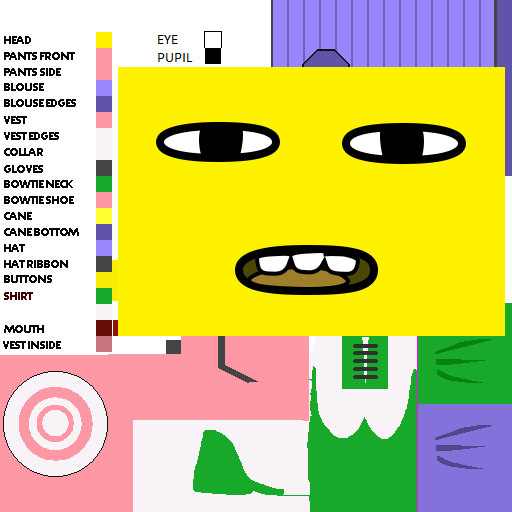 HEAD
PANTS FRONT
PANTS SIDE
BLOUSE
BLOUSE EDGES
VEST
VEST EDGES
COLLAR
GLOVES
BOWTIE NECK
BOWTIE SHOE
CANE
CANE BOTTOM
HAT
HAT RIBBON
BUTTONS
SHIRT
MOUTH
VEST INSIDE
EYE
PUPIL